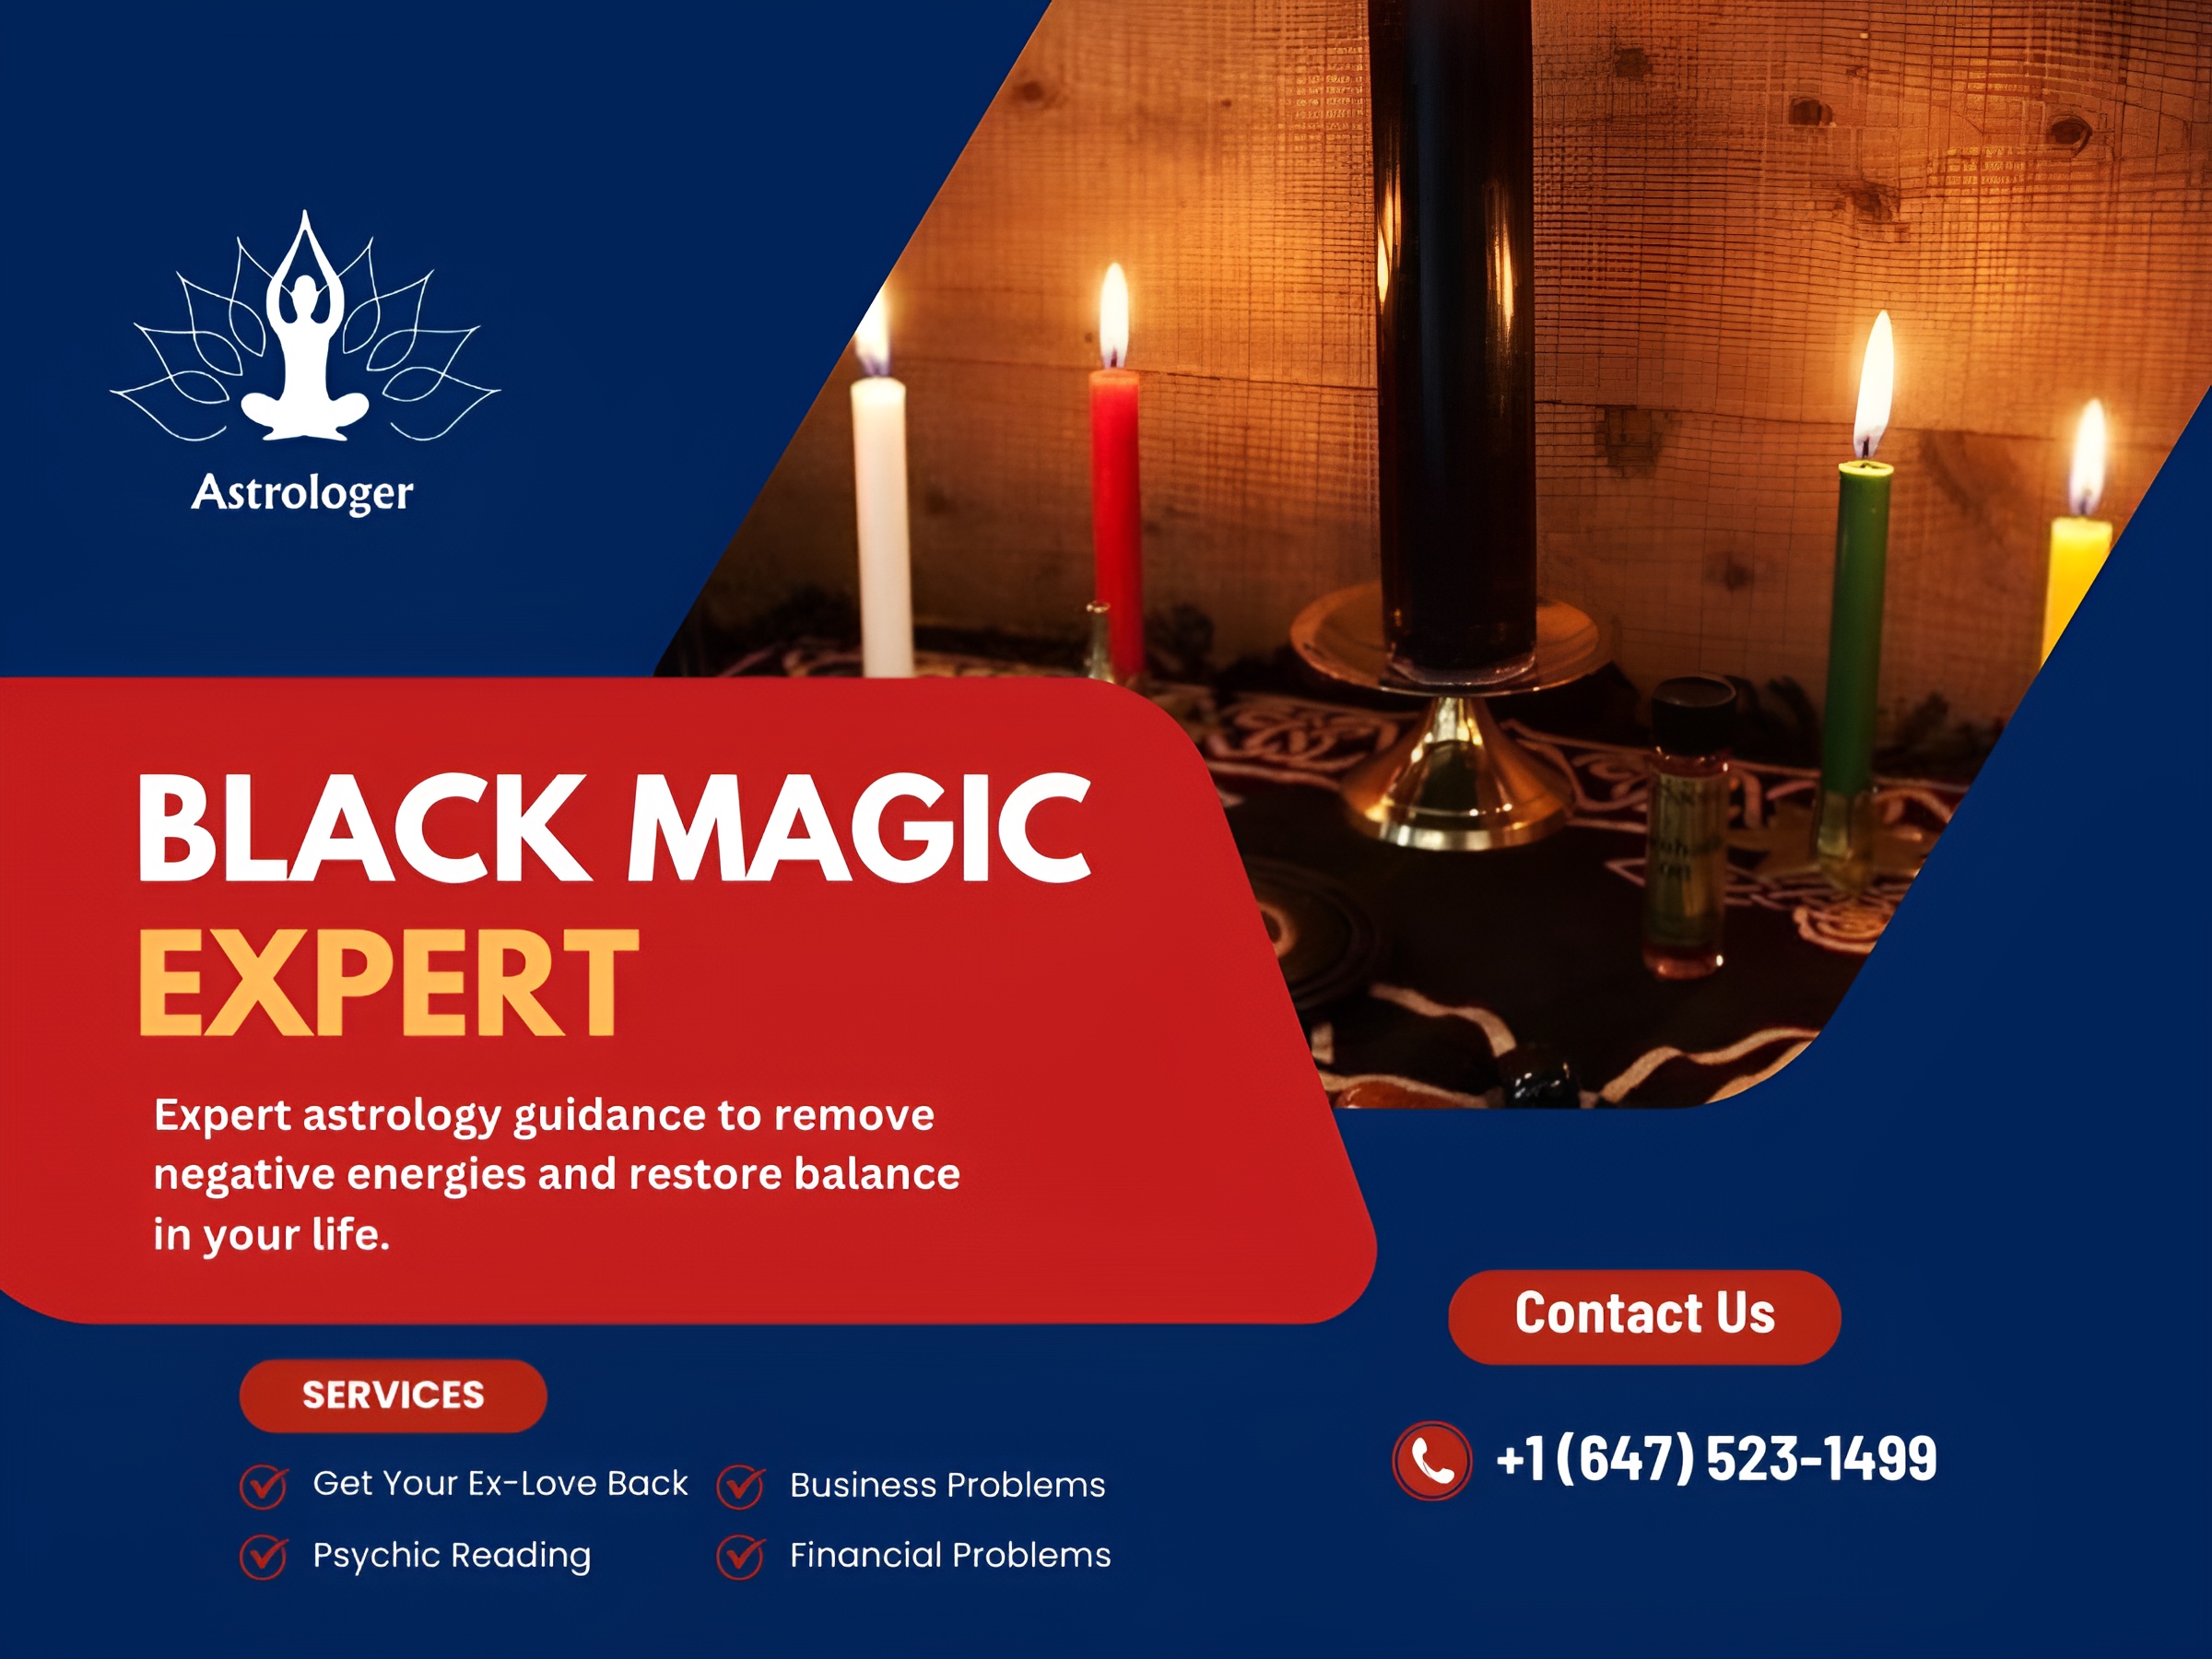 Astrologer
BLACK MAGIC
EXPERT
Expert astrology guidance to remove
negative energies and restore balance
in your life.
Contact Us
+1 (647) 523-1499
SERVICES
Get Your Ex-Love Back
Business Problems
Psychic Reading
Financial Problems